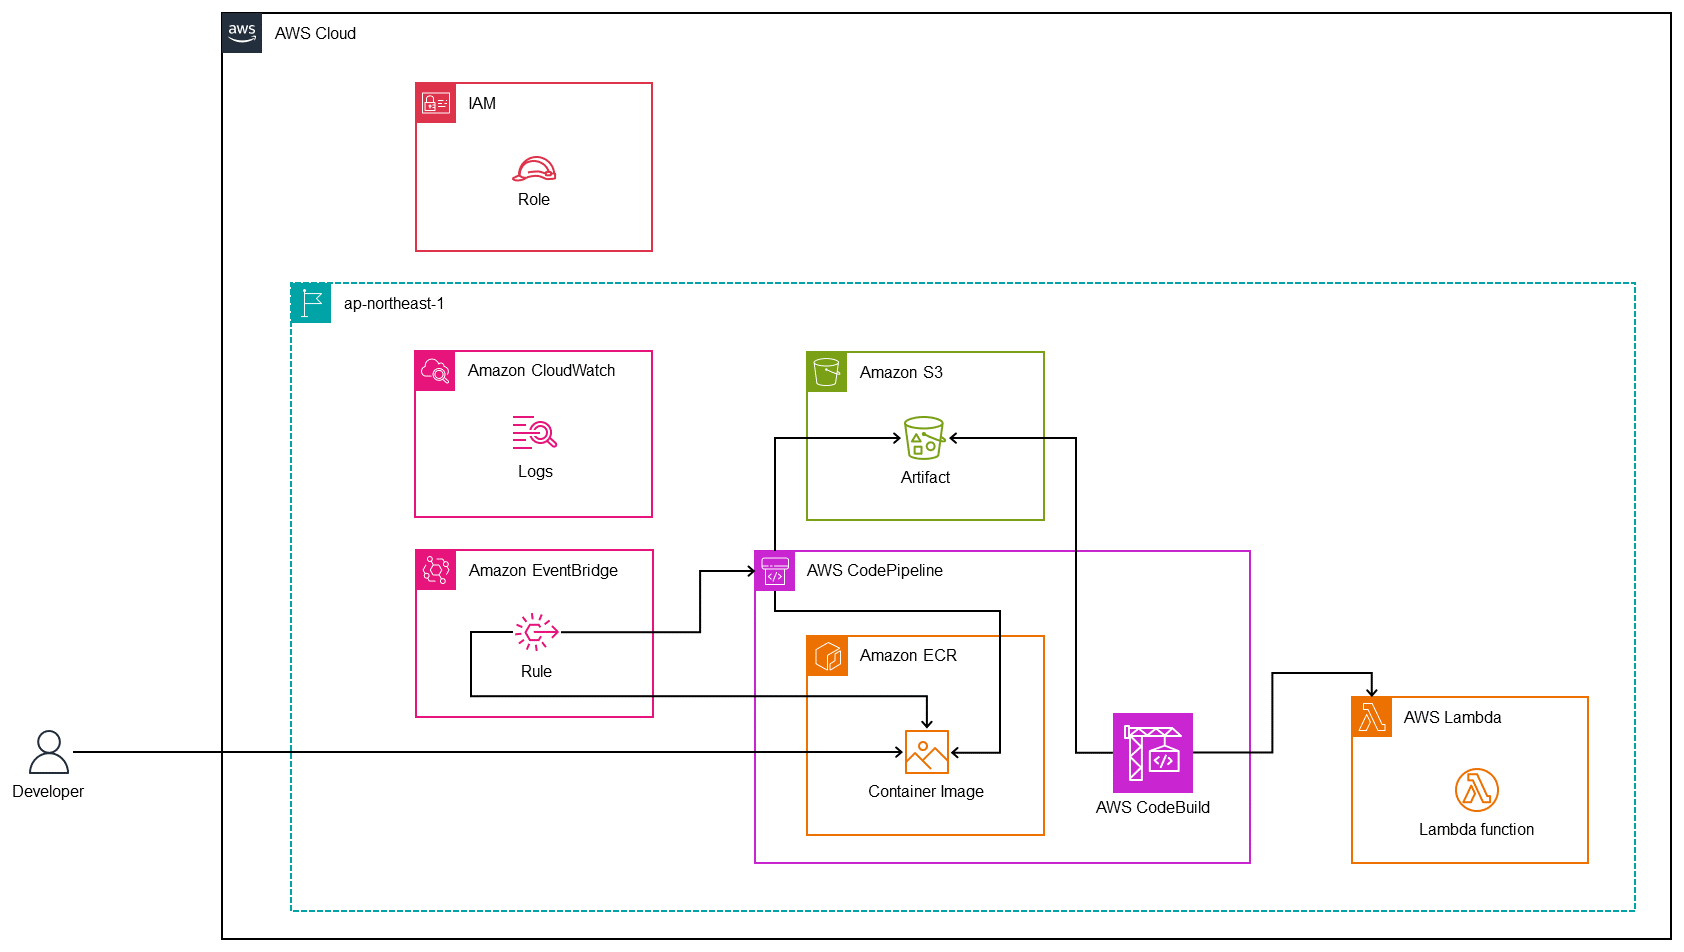 aws
AWS Cloud
IAM
Role
ap-northeast-1
Amazon CloudWatch
Logs
Amazon S3
Artifact
Amazon EventBridge
Rule
AWS CodePipeline
Amazon ECR
Container Image
AWS CodeBuild
AWS Lambda
Lambda function
Developer